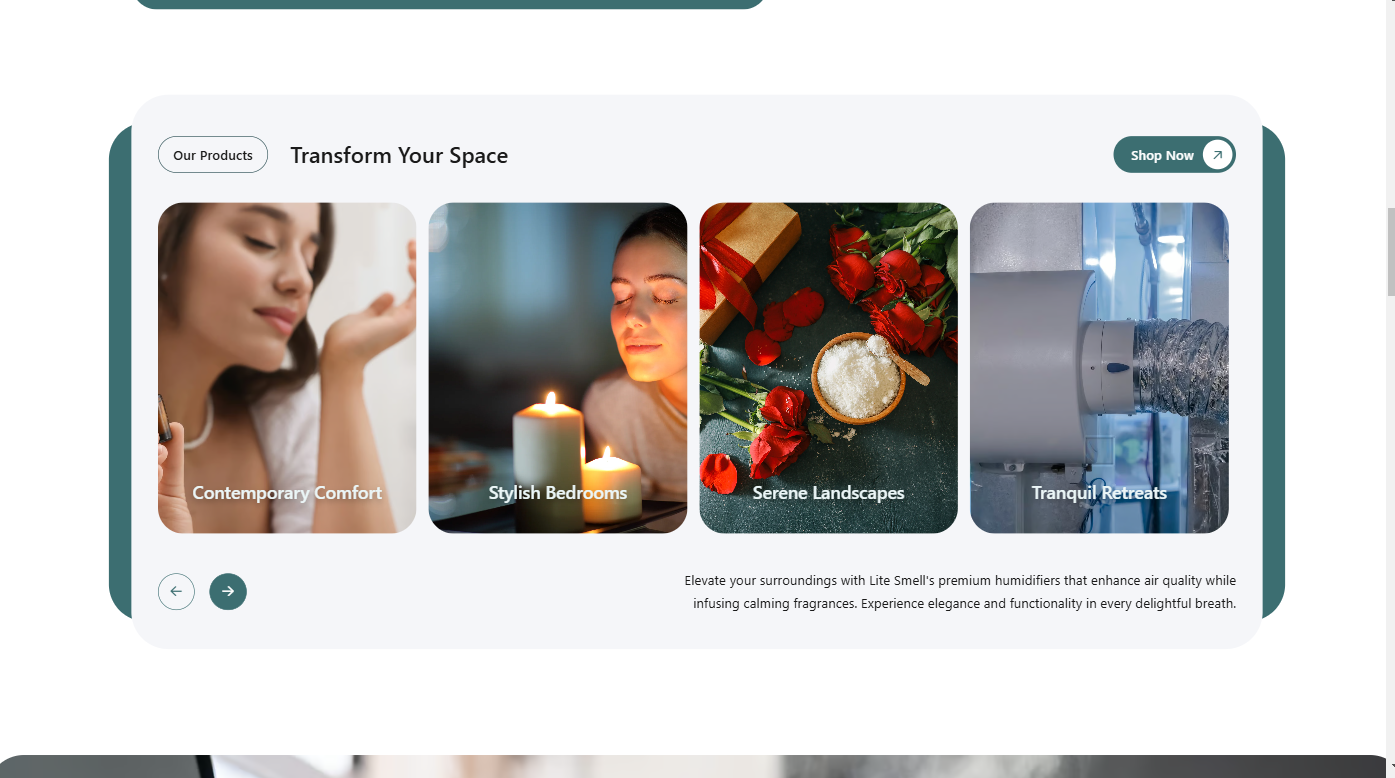 Our Products
Transform Your Space
Shop Now
Contemporary Comfort
Stylish Bedrooms
Serene Landscapes
Tranquil Retreats
Elevate your surroundings with Lite Smell's premium humidifiers that enhance air quality while
infusing calming fragrances. Experience elegance and functionality in every delightful breath.